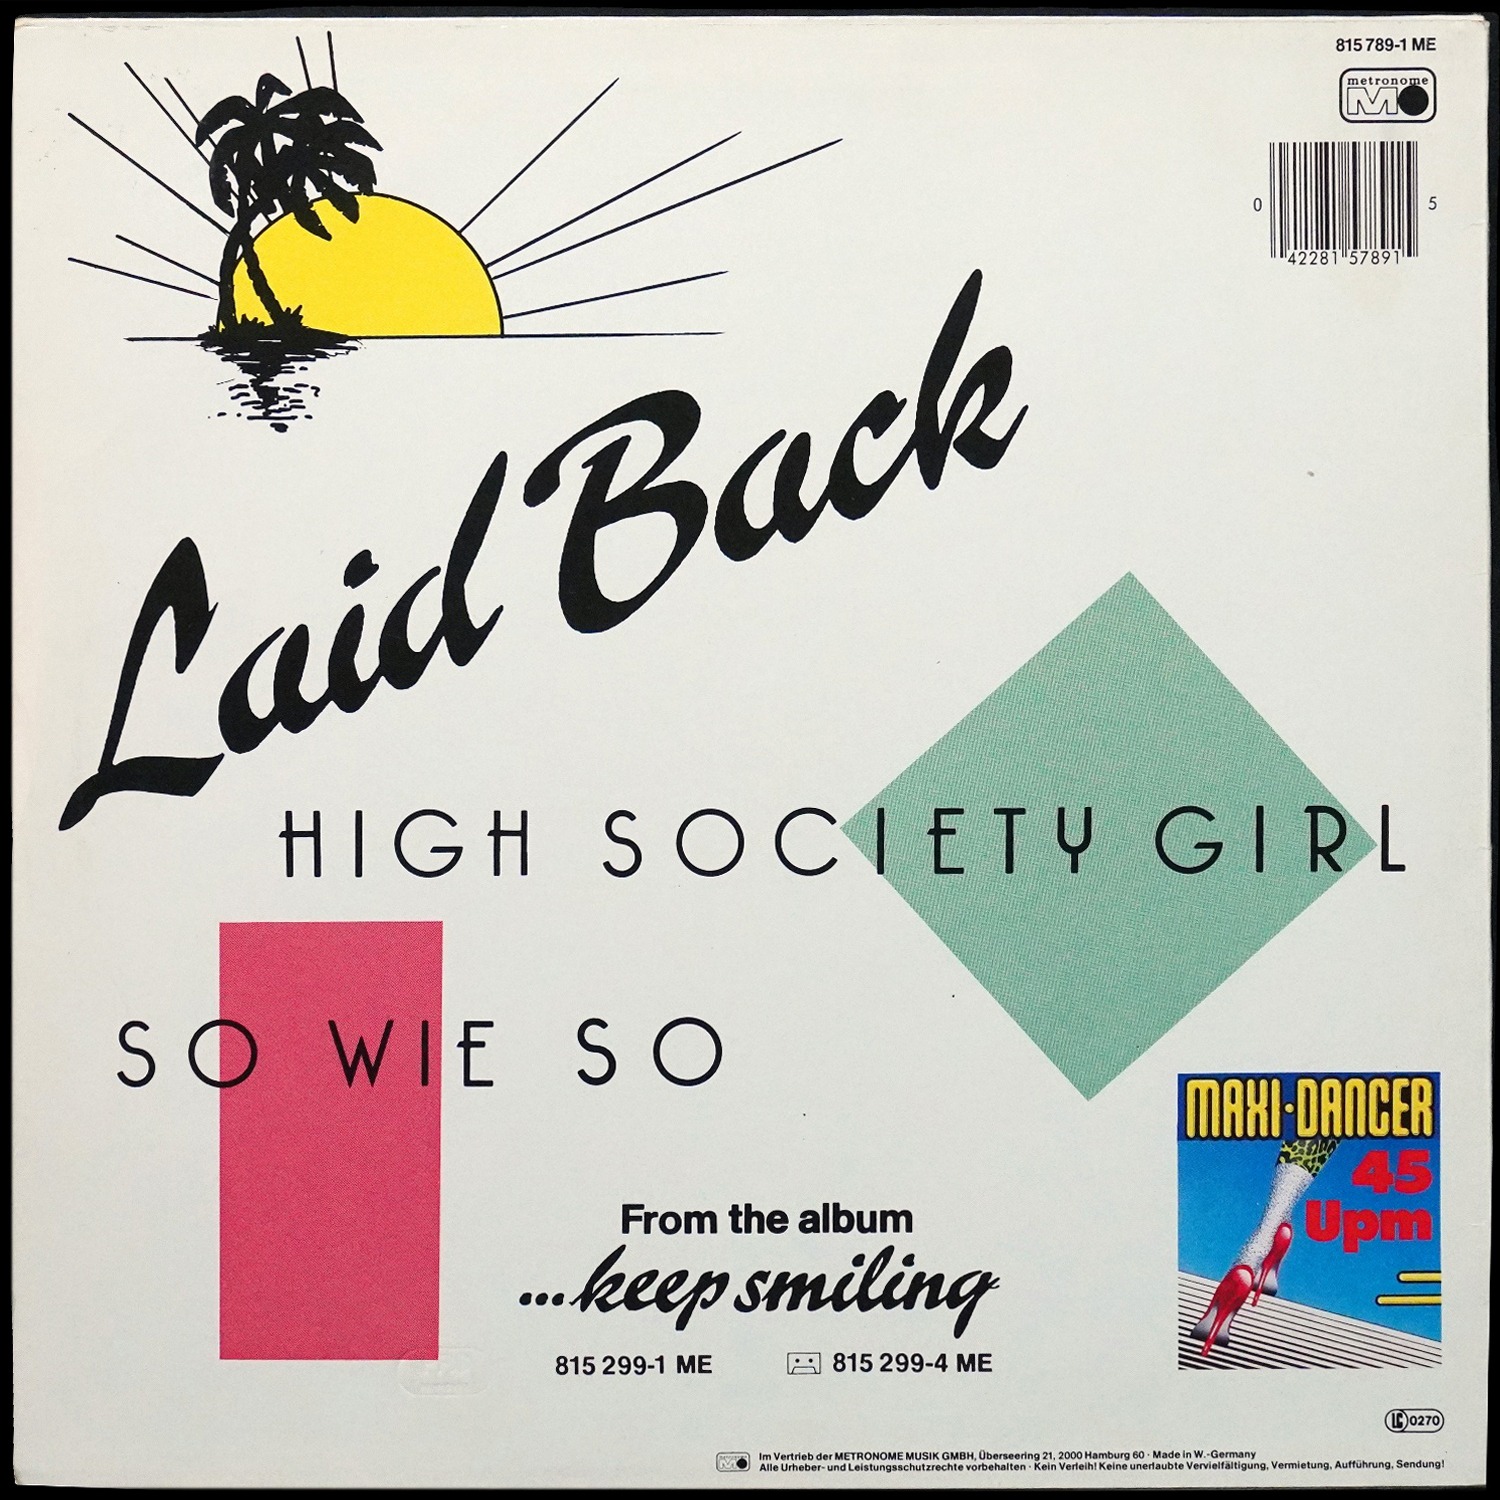 815 789-1 ME
metronome
0 42281 57891 5
Laid Back
HIGH SOCIETY GIRL
SO WIE SO
MAXI·DANCER
45
Upm
From the album
...keep smiling
815 299-1 ME 815 299-4 ME
LC 0270
Im Vertrieb der METRONOME MUSIK GMBH, Überseering 21, 2000 Hamburg 60 · Made in W.-Germany
Alle Urheber- und Leistungsschutzrechte vorbehalten · Kein Verleih! Keine unerlaubte Vervielfältigung, Vermietung, Aufführung, Sendung!